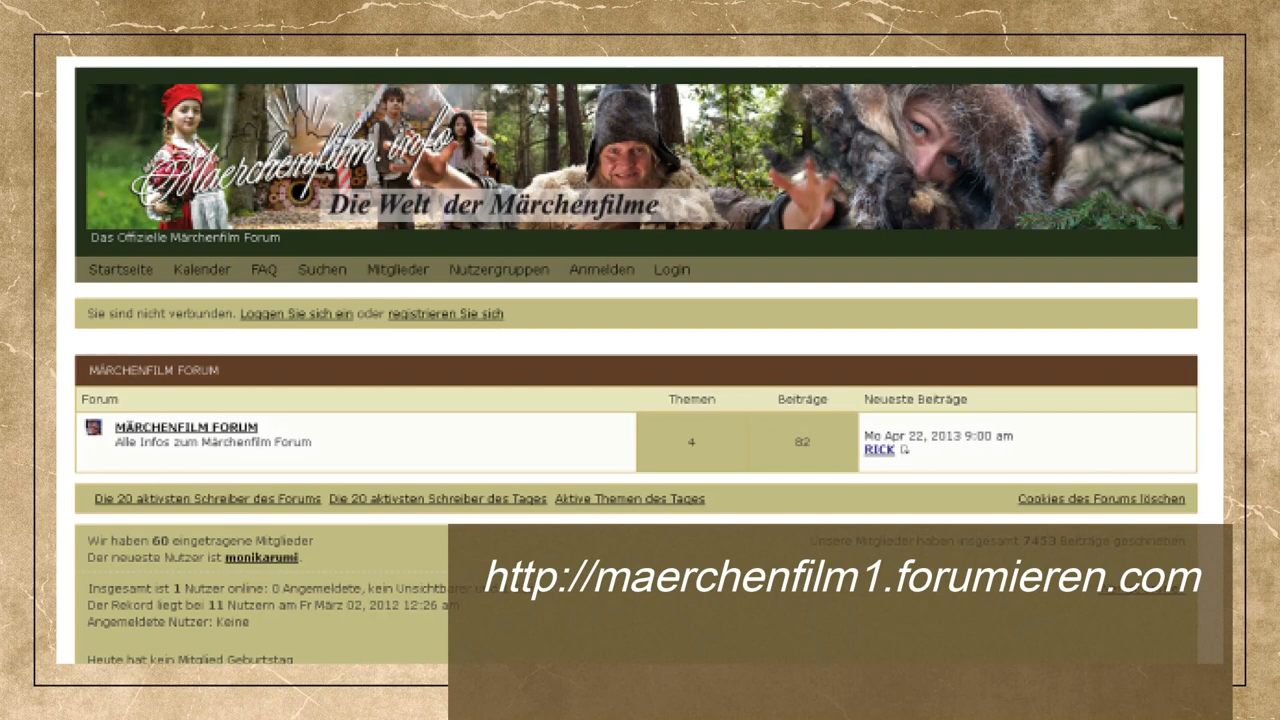 Maerchenfilm.info
Die Welt der Märchenfilme
Das Offizielle Märchenfilm Forum
Startseite Kalender FAQ Suchen Mitglieder Nutzergruppen Anmelden Login
Sie sind nicht verbunden. Loggen Sie sich ein oder registrieren Sie sich
MÄRCHENFILM FORUM
Forum Themen Beiträge Neueste Beiträge
MÄRCHENFILM FORUM
Alle Infos zum Märchenfilm Forum
4 82
Mo Apr 22, 2013 9:00 am
RICK
Die 20 aktivsten Schreiber des Forums Die 20 aktivsten Schreiber des Tages Aktive Themen des Tages Cookies des Forums löschen
Wir haben 60 eingetragene Mitglieder Unsere Mitglieder haben insgesamt 7453 Beiträge geschrieben.
Der neueste Nutzer ist monikarumi.
http://maerchenfilm1.forumieren.com
Insgesamt ist 1 Nutzer online: 0 Angemeldete, kein Unsichtbarer
Der Rekord liegt bei 11 Nutzern am Fr März 02, 2012 12:26 am
Angemeldete Nutzer: Keine
Heute hat kein Mitglied Geburtstag